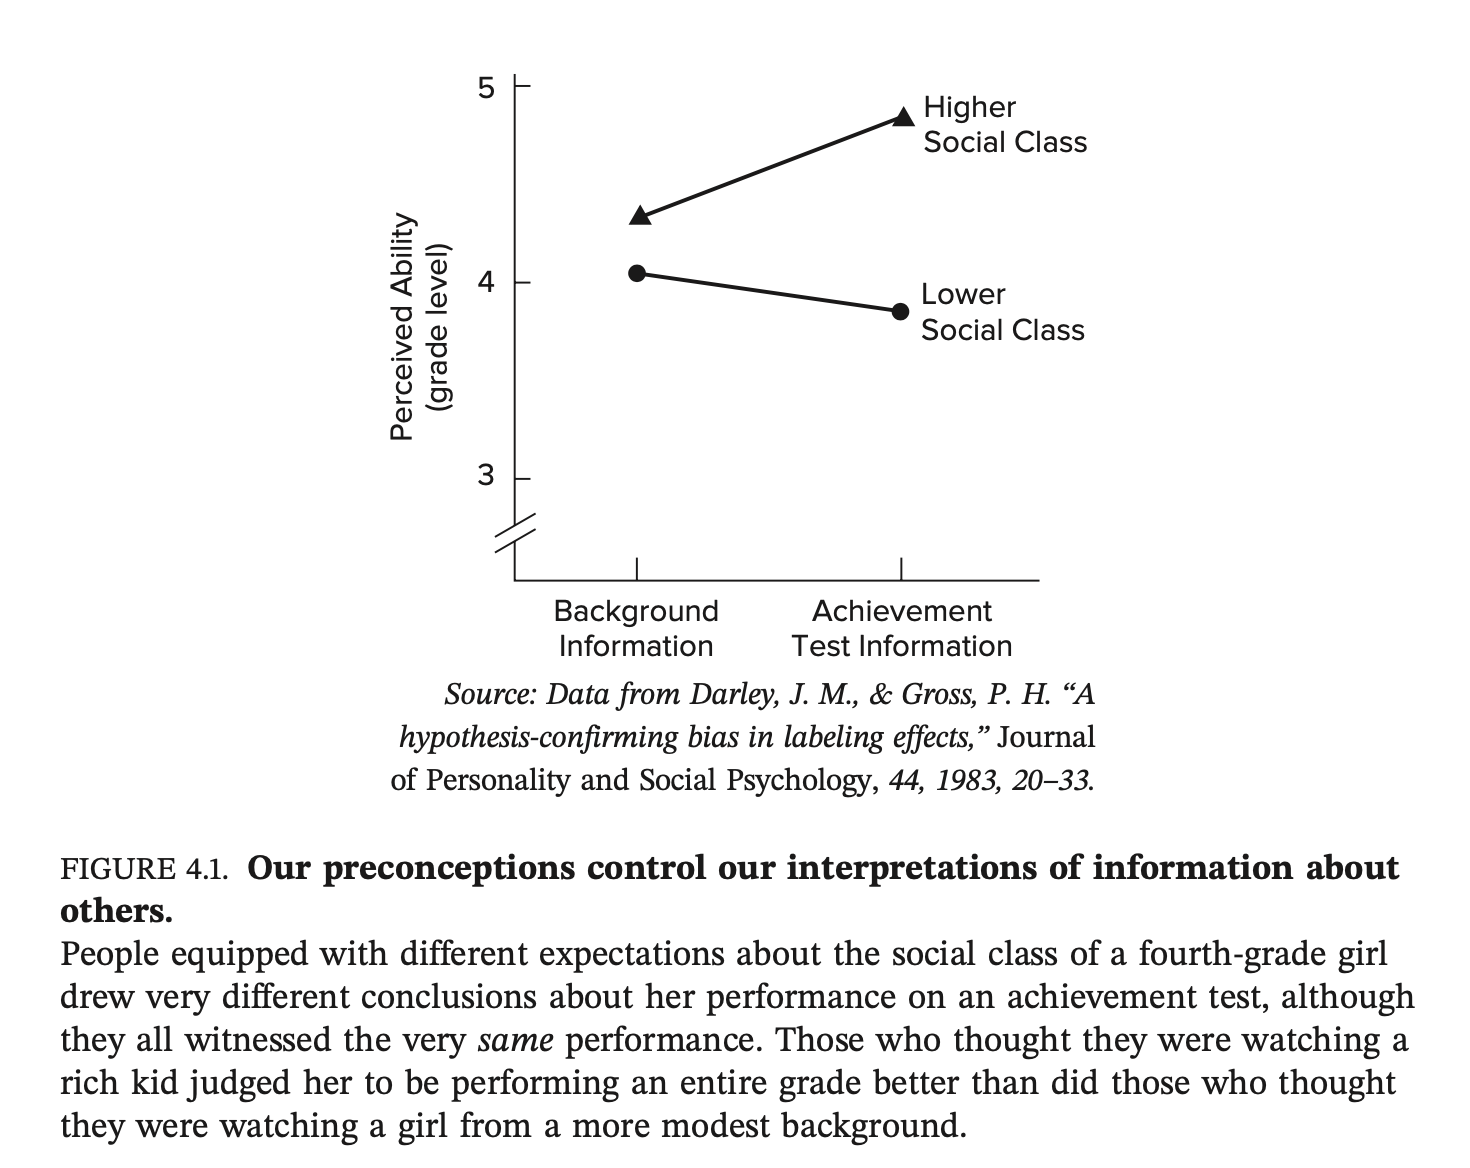 5
Higher
Social Class
Perceived Ability
(grade level)
4
Lower
Social Class
3
Background
Information
Achievement
Test Information
Source: Data from Darley, J. M., & Gross, P. H. “A
hypothesis-confirming bias in labeling effects,” Journal
of Personality and Social Psychology, 44, 1983, 20–33.
FIGURE 4.1. Our preconceptions control our interpretations of information about
others.
People equipped with different expectations about the social class of a fourth-grade girl
drew very different conclusions about her performance on an achievement test, although
they all witnessed the very same performance. Those who thought they were watching a
rich kid judged her to be performing an entire grade better than did those who thought
they were watching a girl from a more modest background.